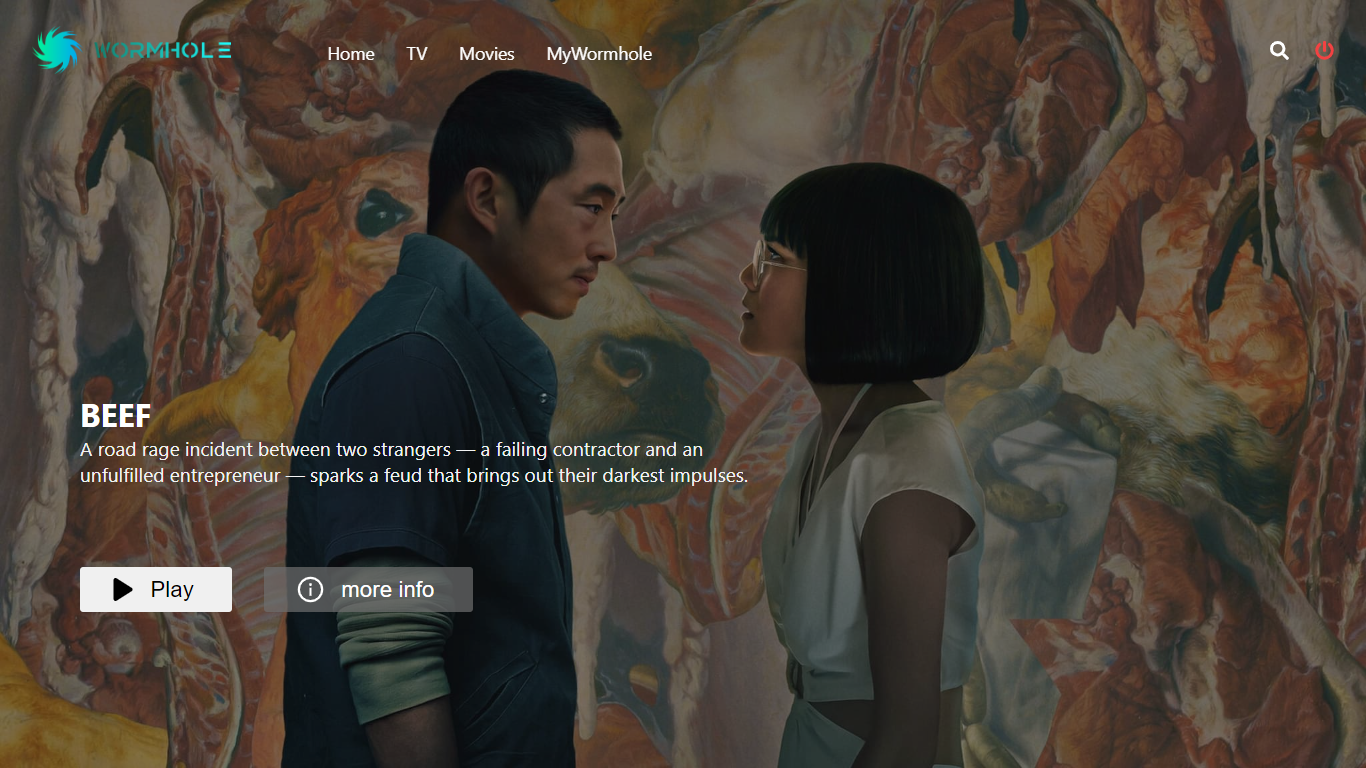 WORMHOLE
Home TV Movies MyWormhole
BEEF
A road rage incident between two strangers — a failing contractor and an
unfulfilled entrepreneur — sparks a feud that brings out their darkest impulses.
Play more info